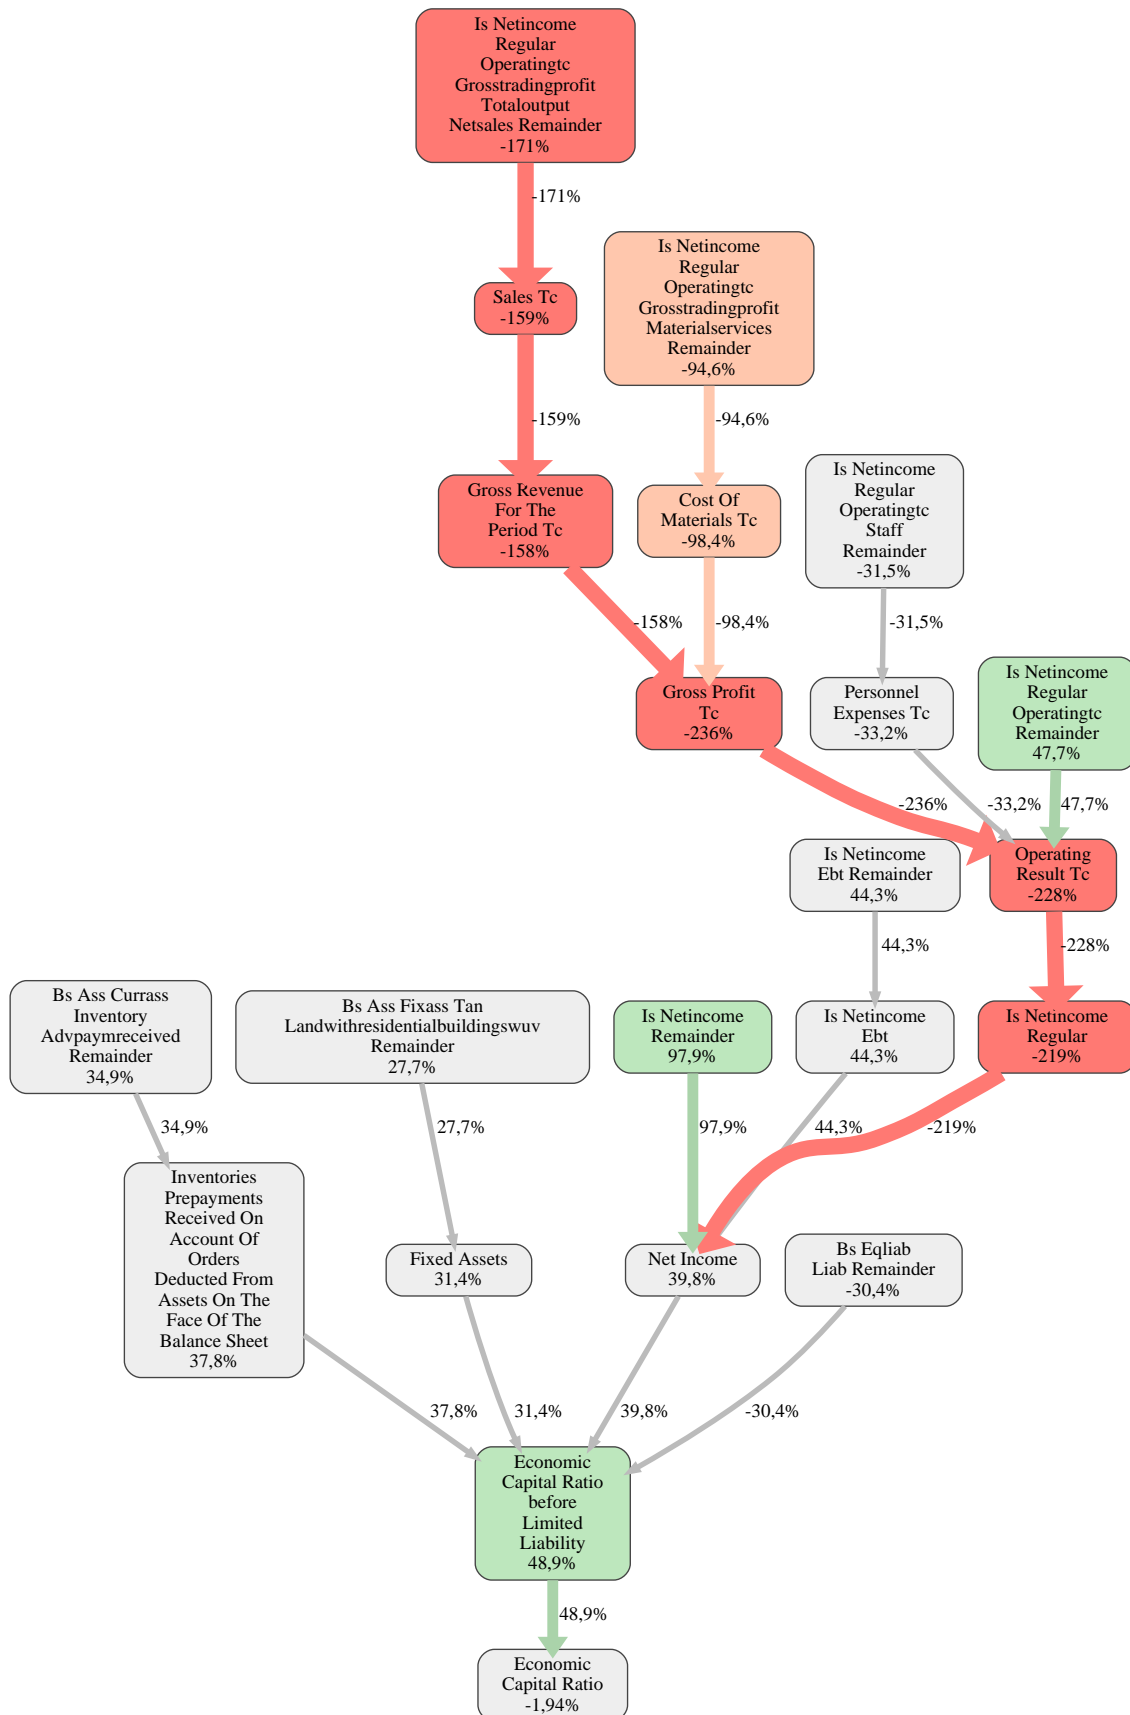 Is Netincome
Regular
Operatingtc
Grosstradingprofit
Totaloutput
Netsales Remainder
-171%
-171%
Sales Tc
-159%
Is Netincome
Regular
Operatingtc
Grosstradingprofit
Materialservices
Remainder
-94,6%
-159%
-94,6%
Gross Revenue
For The
Period Tc
-158%
Cost Of
Materials Tc
-98,4%
Is Netincome
Regular
Operatingtc
Staff
Remainder
-31,5%
-158%
-98,4%
-31,5%
Gross Profit
Tc
-236%
Personnel
Expenses Tc
-33,2%
Is Netincome
Regular
Operatingtc
Remainder
47,7%
-236%
-33,2%
47,7%
Is Netincome
Ebt Remainder
44,3%
Operating
Result Tc
-228%
44,3%
-228%
Bs Ass Currass
Inventory
Advpaymreceived
Remainder
34,9%
Bs Ass Fixass Tan
Landwithresidentialbuildingswuv
Remainder
27,7%
Is Netincome
Remainder
97,9%
Is Netincome
Ebt
44,3%
Is Netincome
Regular
-219%
34,9%
27,7%
97,9%
44,3%
-219%
Inventories
Prepayments
Received On
Account Of
Orders
Deducted From
Assets On The
Face Of The
Balance Sheet
37,8%
Fixed Assets
31,4%
Net Income
39,8%
Bs Eqliab
Liab Remainder
-30,4%
37,8%
31,4%
39,8%
-30,4%
Economic
Capital Ratio
before
Limited
Liability
48,9%
48,9%
Economic
Capital Ratio
-1,94%